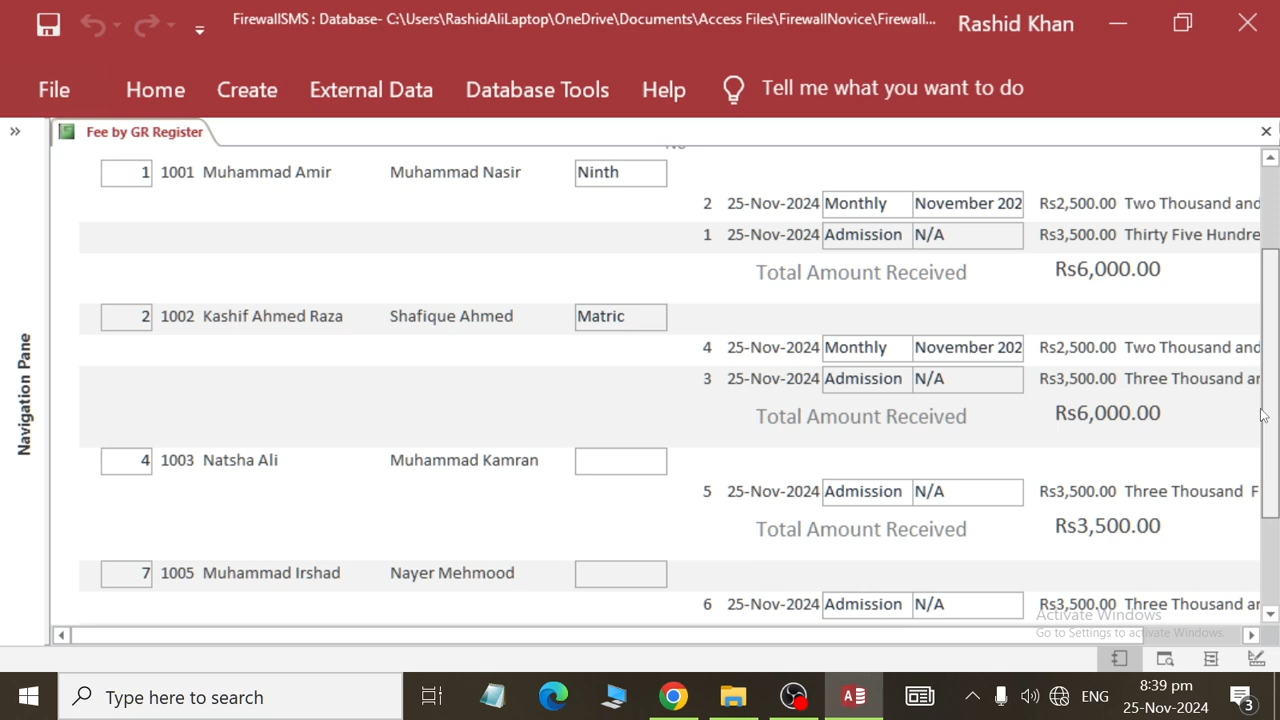 FirewallSMS : Database- C:\Users\RashidAliLaptop\OneDrive\Documents\Access Files\FirewallNovice\Firewall... Rashid Khan
File Home Create External Data Database Tools Help Tell me what you want to do
Fee by GR Register
No
1 1001 Muhammad Amir Muhammad Nasir Ninth
2 25-Nov-2024 Monthly November 202 Rs2,500.00 Two Thousand and
1 25-Nov-2024 Admission N/A Rs3,500.00 Thirty Five Hundre
Total Amount Received Rs6,000.00
2 1002 Kashif Ahmed Raza Shafique Ahmed Matric
4 25-Nov-2024 Monthly November 202 Rs2,500.00 Two Thousand and
3 25-Nov-2024 Admission N/A Rs3,500.00 Three Thousand an
Total Amount Received Rs6,000.00
4 1003 Natsha Ali Muhammad Kamran
5 25-Nov-2024 Admission N/A Rs3,500.00 Three Thousand F
Total Amount Received Rs3,500.00
7 1005 Muhammad Irshad Nayer Mehmood
6 25-Nov-2024 Admission N/A Rs3,500.00 Three Thousand an
Activate Windows
Go to Settings to activate Windows.
Navigation Pane
Type here to search ENG 8:39 pm
25-Nov-2024 3